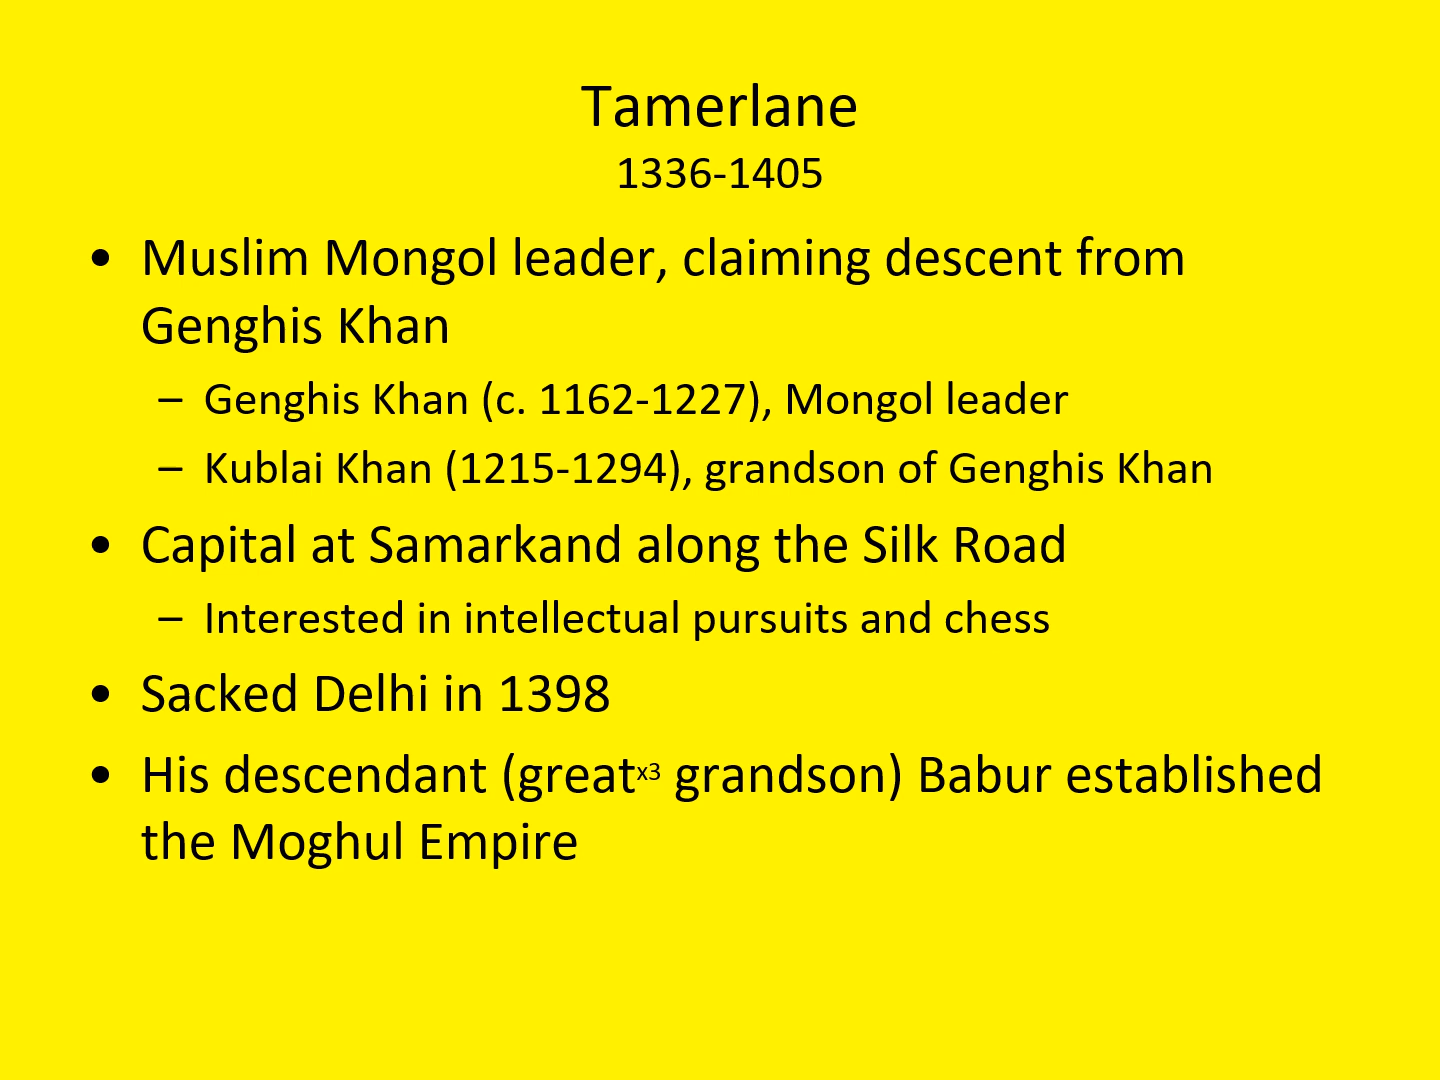 Tamerlane
1336-1405
• Muslim Mongol leader, claiming descent from
Genghis Khan
– Genghis Khan (c. 1162-1227), Mongol leader
– Kublai Khan (1215-1294), grandson of Genghis Khan
• Capital at Samarkand along the Silk Road
– Interested in intellectual pursuits and chess
• Sacked Delhi in 1398
• His descendant (greatx3 grandson) Babur established
the Moghul Empire